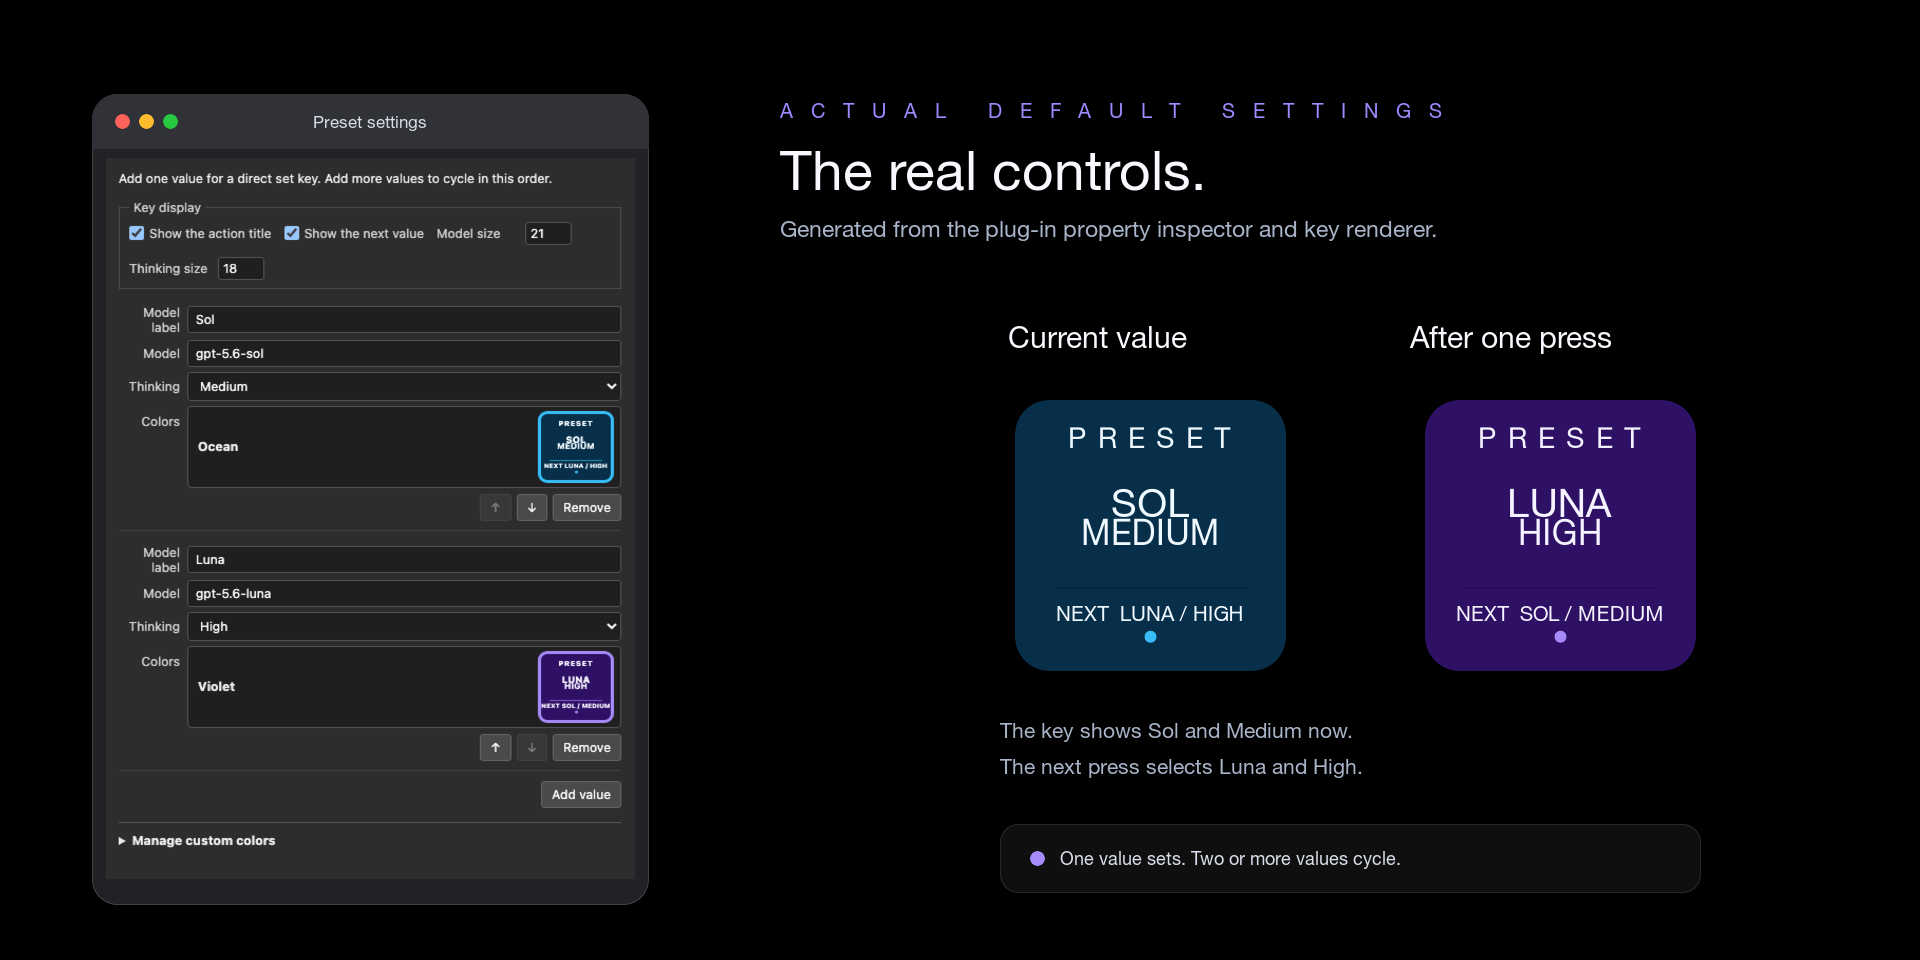 Preset settings
Add one value for a direct set key. Add more values to cycle in this order.
Key display
Show the action title
Show the next value
Model size
21
Thinking size
18
Model label
Sol
Model
gpt-5.6-sol
Thinking
Medium
Colors
Ocean
PRESET
SOL
MEDIUM
NEXT LUNA / HIGH
↑
↓
Remove
Model label
Luna
Model
gpt-5.6-luna
Thinking
High
Colors
Violet
PRESET
LUNA
HIGH
NEXT SOL / MEDIUM
↑
↓
Remove
Add value
Manage custom colors
ACTUAL DEFAULT SETTINGS
The real controls.
Generated from the plug-in property inspector and key renderer.
Current value
PRESET
SOL
MEDIUM
NEXT LUNA / HIGH
After one press
PRESET
LUNA
HIGH
NEXT SOL / MEDIUM
The key shows Sol and Medium now.
The next press selects Luna and High.
One value sets. Two or more values cycle.